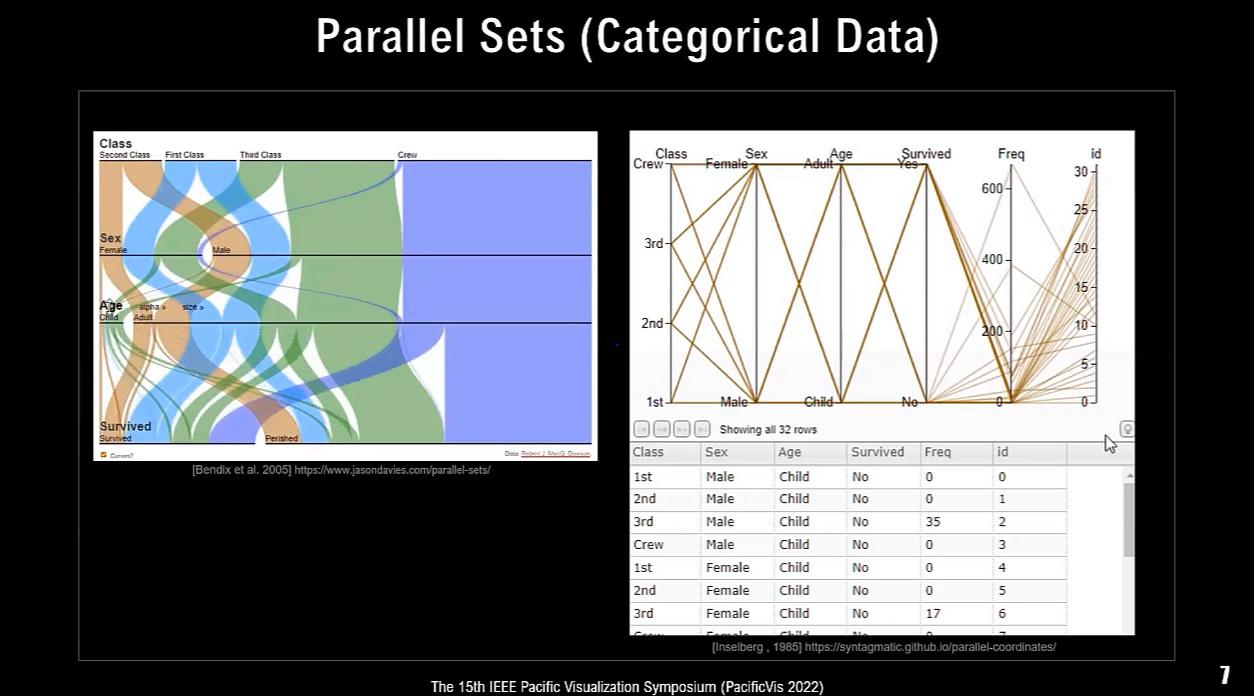 Parallel Sets (Categorical Data)
Class
Second Class First Class Third Class Crew
Sex
Female Male
Age alpha » size »
Child Adult
Survived
Survived Perished
Curves?
Data: Robert J. MacG. Dawson.
[Bendix et al. 2005] https://www.jasondavies.com/parallel-sets/
Class Sex Age Survived Freq id
Crew Female Adult Yes
3rd
2nd
1st Male Child No
600
400
200
0
30
25
20
15
10
5
0
Showing all 32 rows
Class Sex Age Survived Freq id
1st Male Child No 0 0
2nd Male Child No 0 1
3rd Male Child No 35 2
Crew Male Child No 0 3
1st Female Child No 0 4
2nd Female Child No 0 5
3rd Female Child No 17 6
Crew Female Child No 0 7
[Inselberg , 1985] https://syntagmatic.github.io/parallel-coordinates/
The 15th IEEE Pacific Visualization Symposium (PacificVis 2022)
7